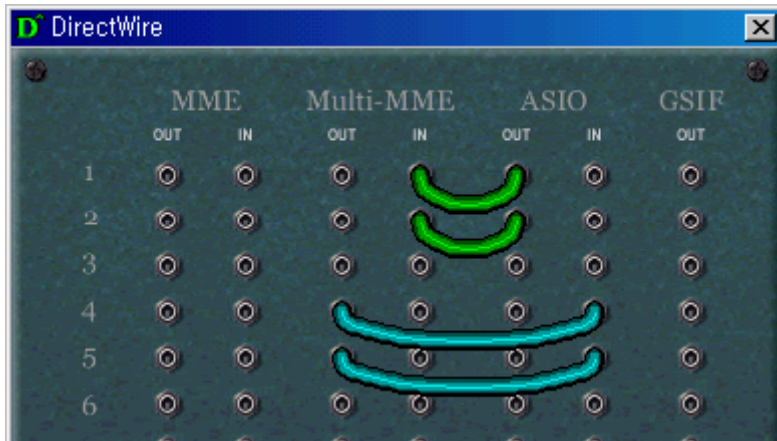 DirectWire
MME Multi-MME ASIO GSIF
OUT IN OUT IN OUT IN OUT
1
2
3
4
5
6